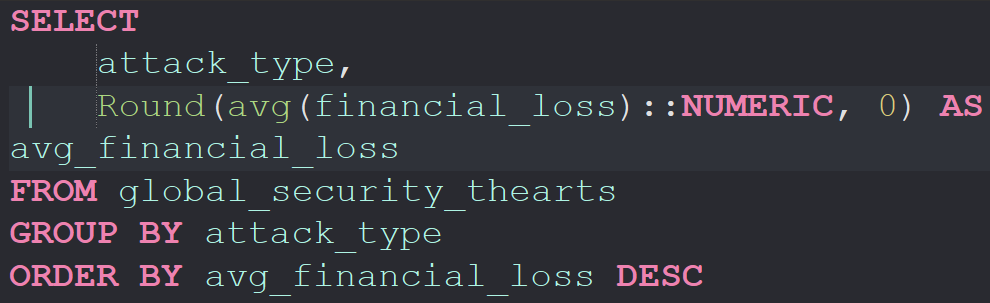 SELECT
attack_type,
Round(avg(financial_loss)::NUMERIC, 0) AS
avg_financial_loss
FROM global_security_thearts
GROUP BY attack_type
ORDER BY avg_financial_loss DESC